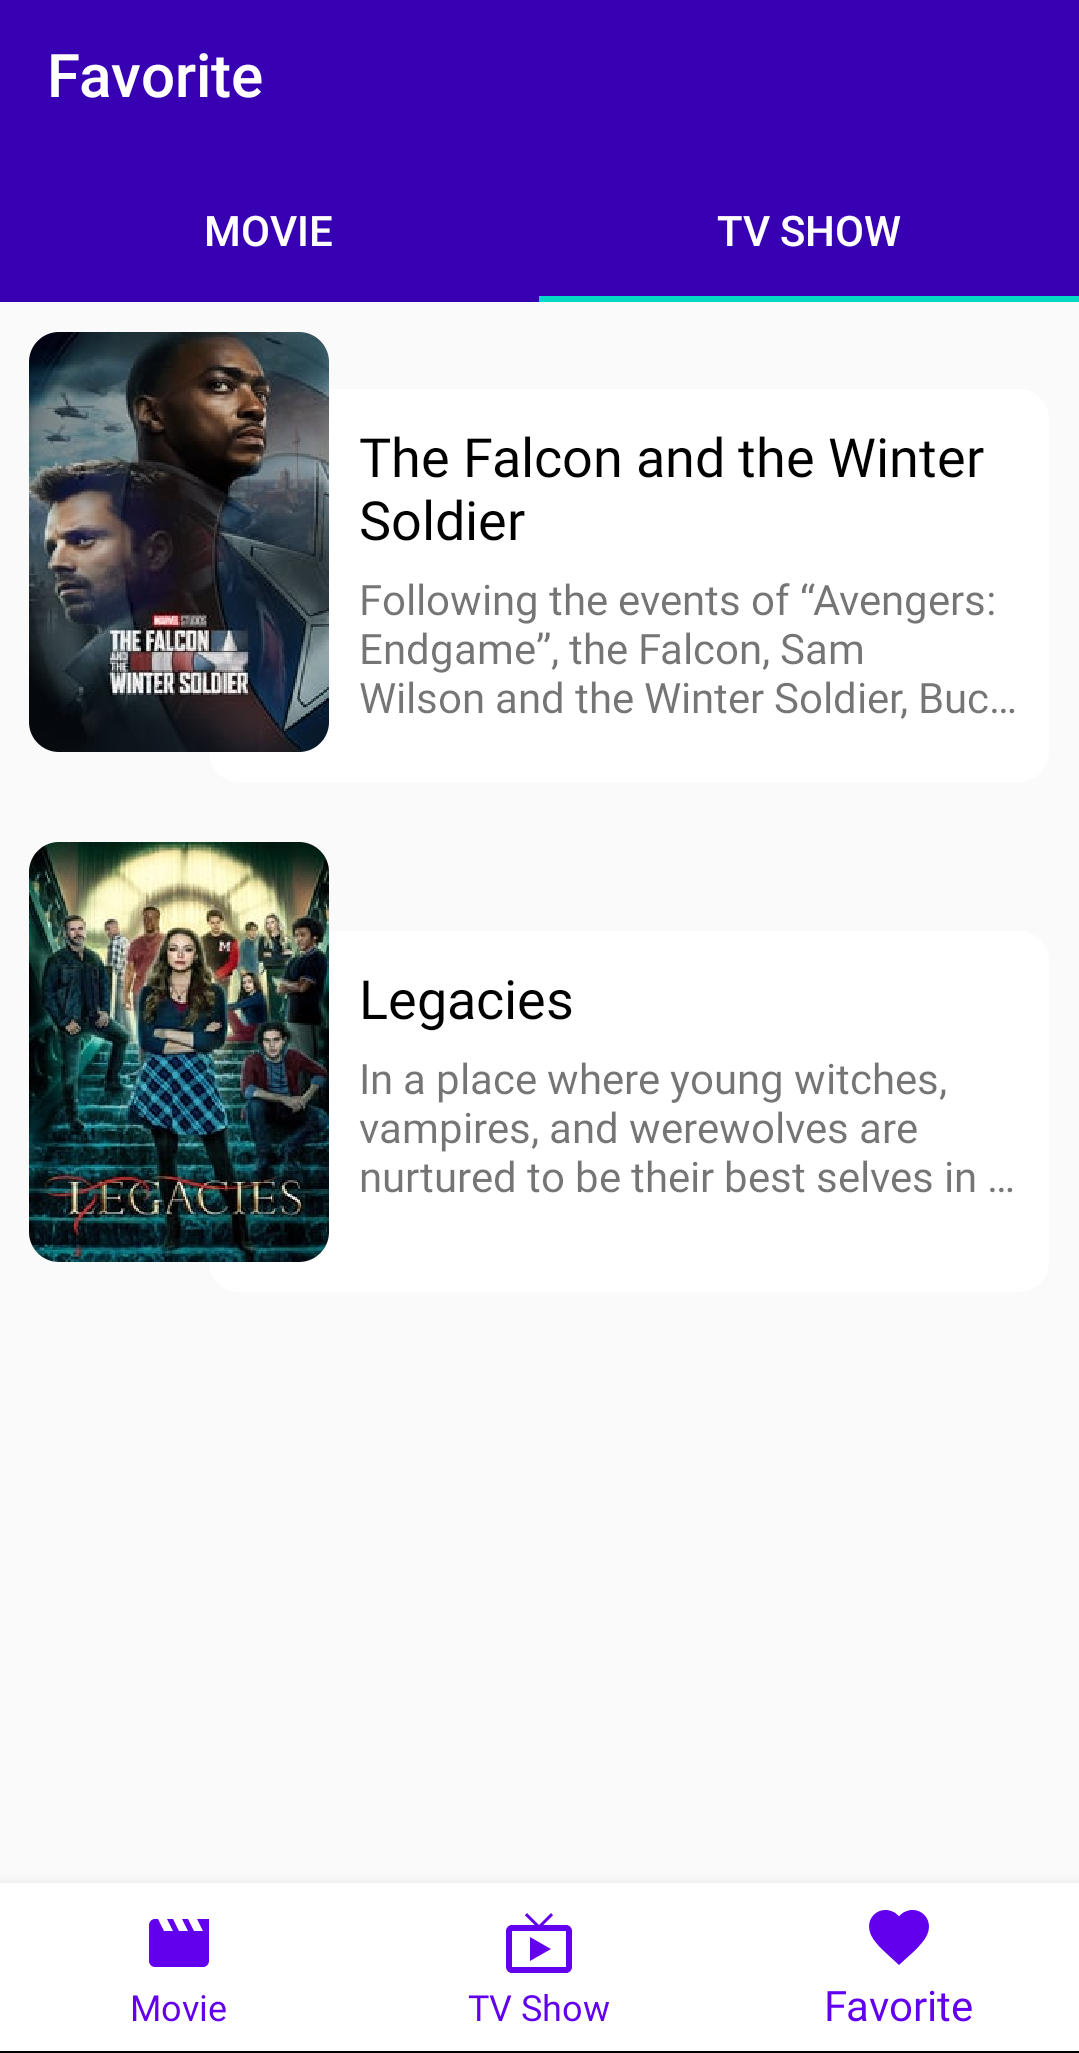 Favorite
MOVIE
TV SHOW
MARVEL STUDIOS
THE FALCON
AND THE
WINTER SOLDIER
The Falcon and the Winter
Soldier
Following the events of “Avengers:
Endgame”, the Falcon, Sam
Wilson and the Winter Soldier, Buc...
M
LEGACIES
Legacies
In a place where young witches,
vampires, and werewolves are
nurtured to be their best selves in ...
Movie
TV Show
Favorite